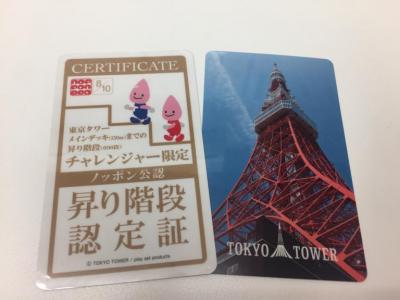 CERTIFICATE
6/10
東京タワー
メインデッキ(150m)までの
昇り階段(600段)
チャレンジャー限定
ノッポン公認
昇り階段
認定証
© TOKYO TOWER / play set products
TOKYO TOWER